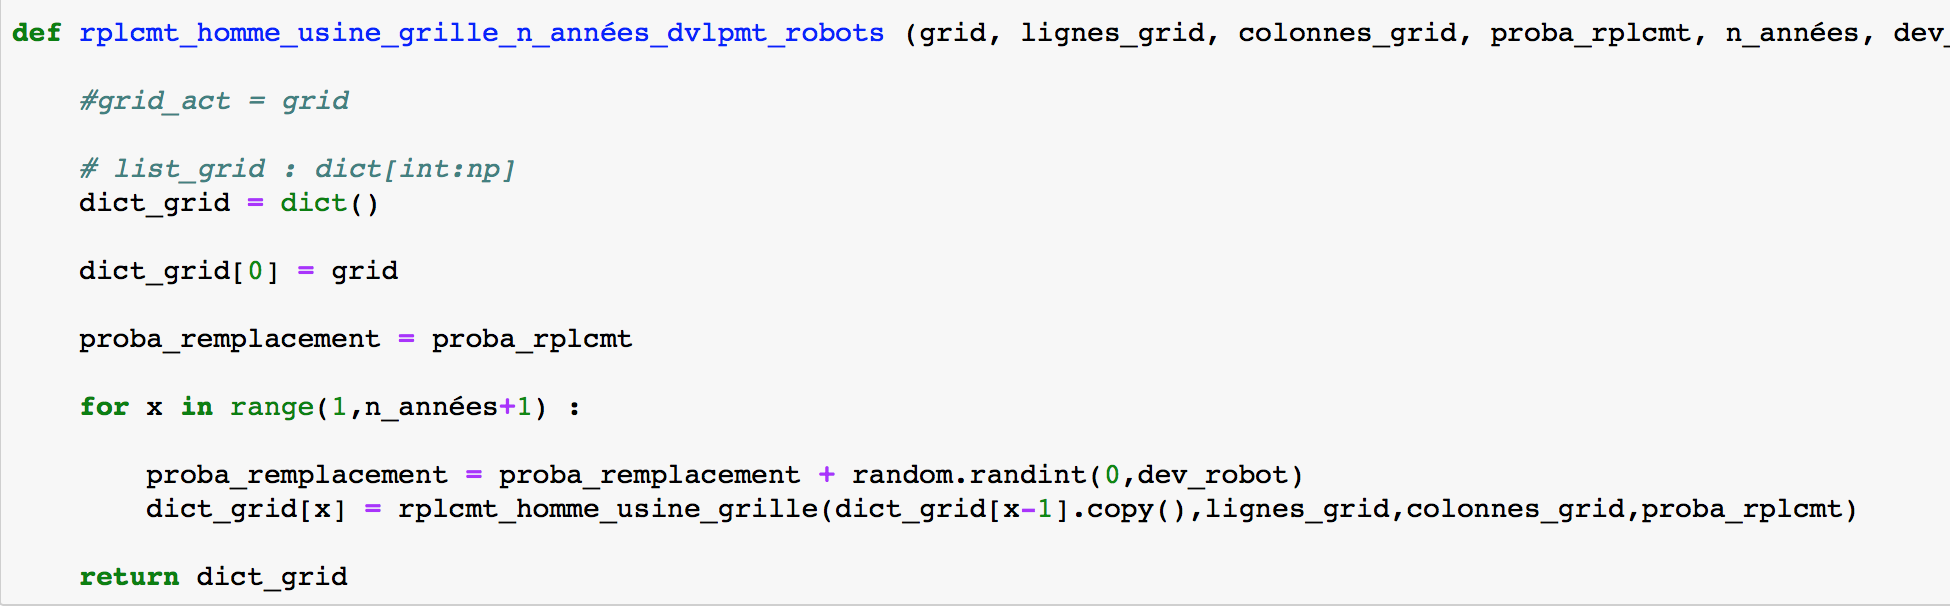 def rplcmt_homme_usine_grille_n_années_dvlpmt_robots (grid, lignes_grid, colonnes_grid, proba_rplcmt, n_années, dev_
#grid_act = grid
# list_grid : dict[int:np]
dict_grid = dict()
dict_grid[0] = grid
proba_remplacement = proba_rplcmt
for x in range(1,n_années+1) :
proba_remplacement = proba_remplacement + random.randint(0,dev_robot)
dict_grid[x] = rplcmt_homme_usine_grille(dict_grid[x-1].copy(),lignes_grid,colonnes_grid,proba_rplcmt)
return dict_grid